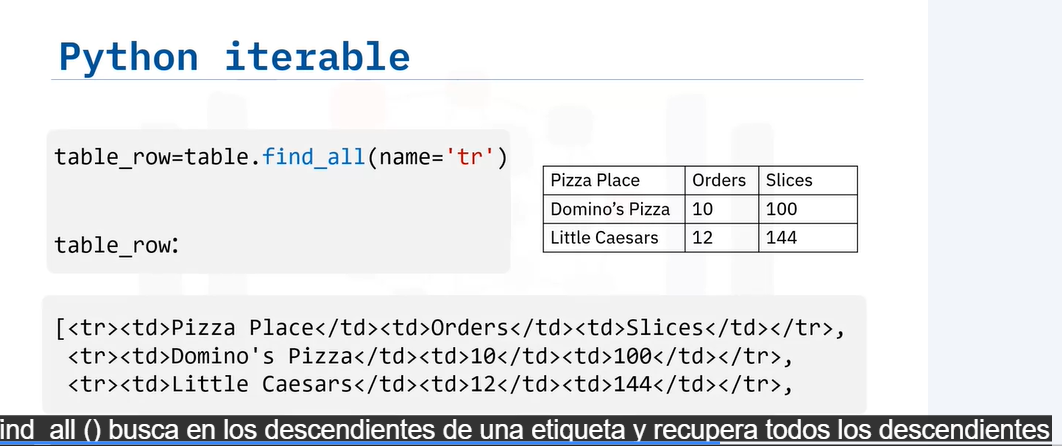 Python iterable
table_row=table.find_all(name='tr')
table_row:
Pizza Place Orders Slices
Domino’s Pizza 10 100
Little Caesars 12 144
[<tr><td>Pizza Place</td><td>Orders</td><td>Slices</td></tr>,
<tr><td>Domino's Pizza</td><td>10</td><td>100</td></tr>,
<tr><td>Little Caesars</td><td>12</td><td>144</td></tr>,
ind_all () busca en los descendientes de una etiqueta y recupera todos los descendientes